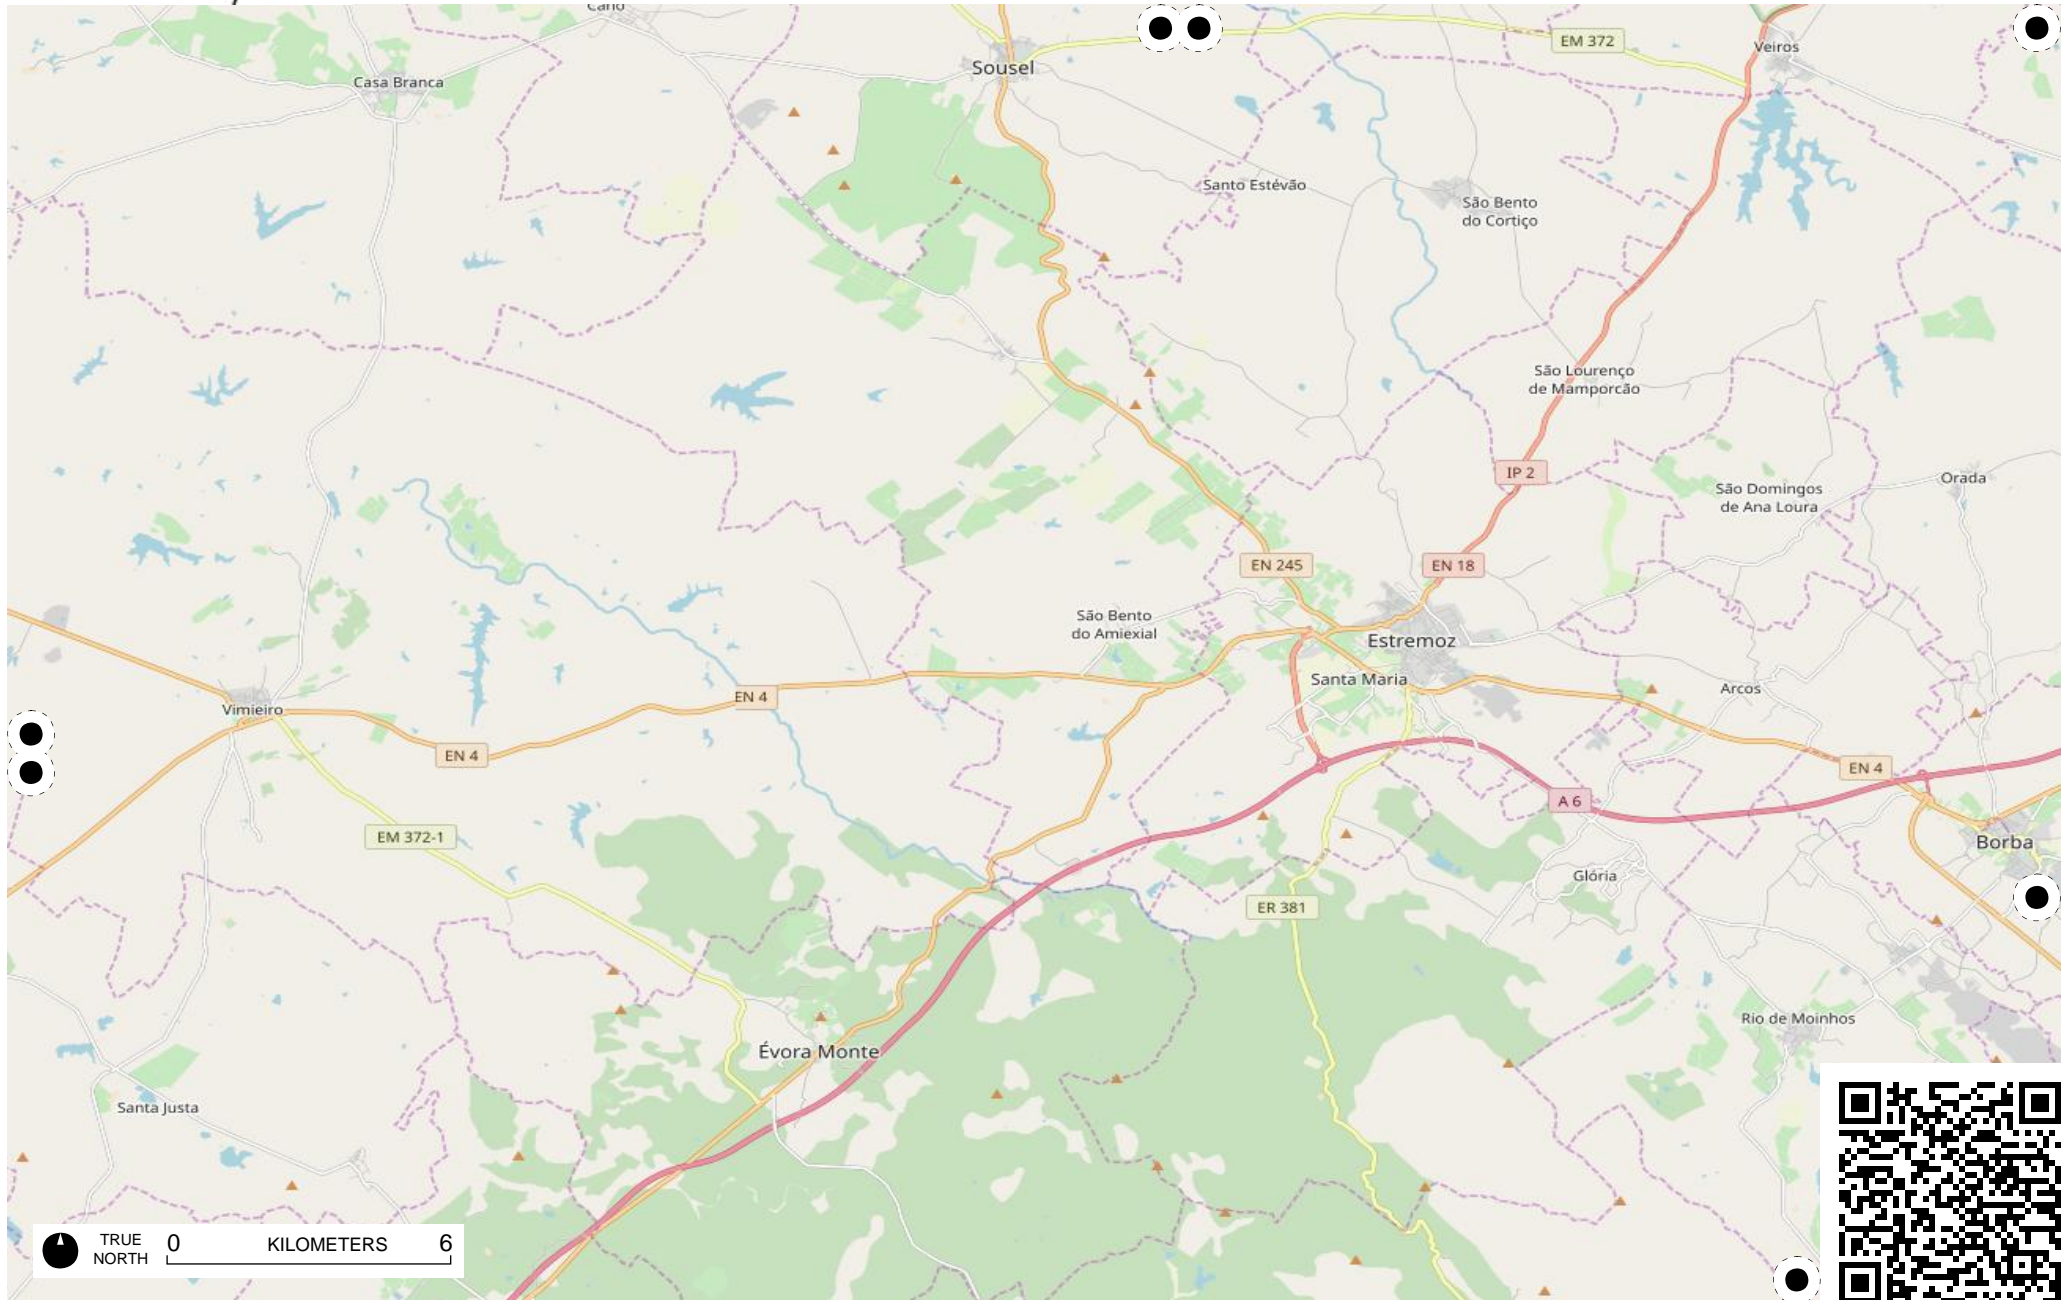 Cano
EM 372
Veiros
Sousel
Casa Branca
Santo Estévão
São Bento
do Cortiço
São Lourenço
de Mamporcão
IP 2
Orada
São Domingos
de Ana Loura
EN 245
EN 18
São Bento
do Amiexial
Estremoz
Santa Maria
Arcos
EN 4
Vimieiro
EN 4
EN 4
A 6
EM 372-1
Borba
Glória
ER 381
Rio de Moinhos
Évora Monte
Santa Justa
TRUE
NORTH
0 KILOMETERS 6